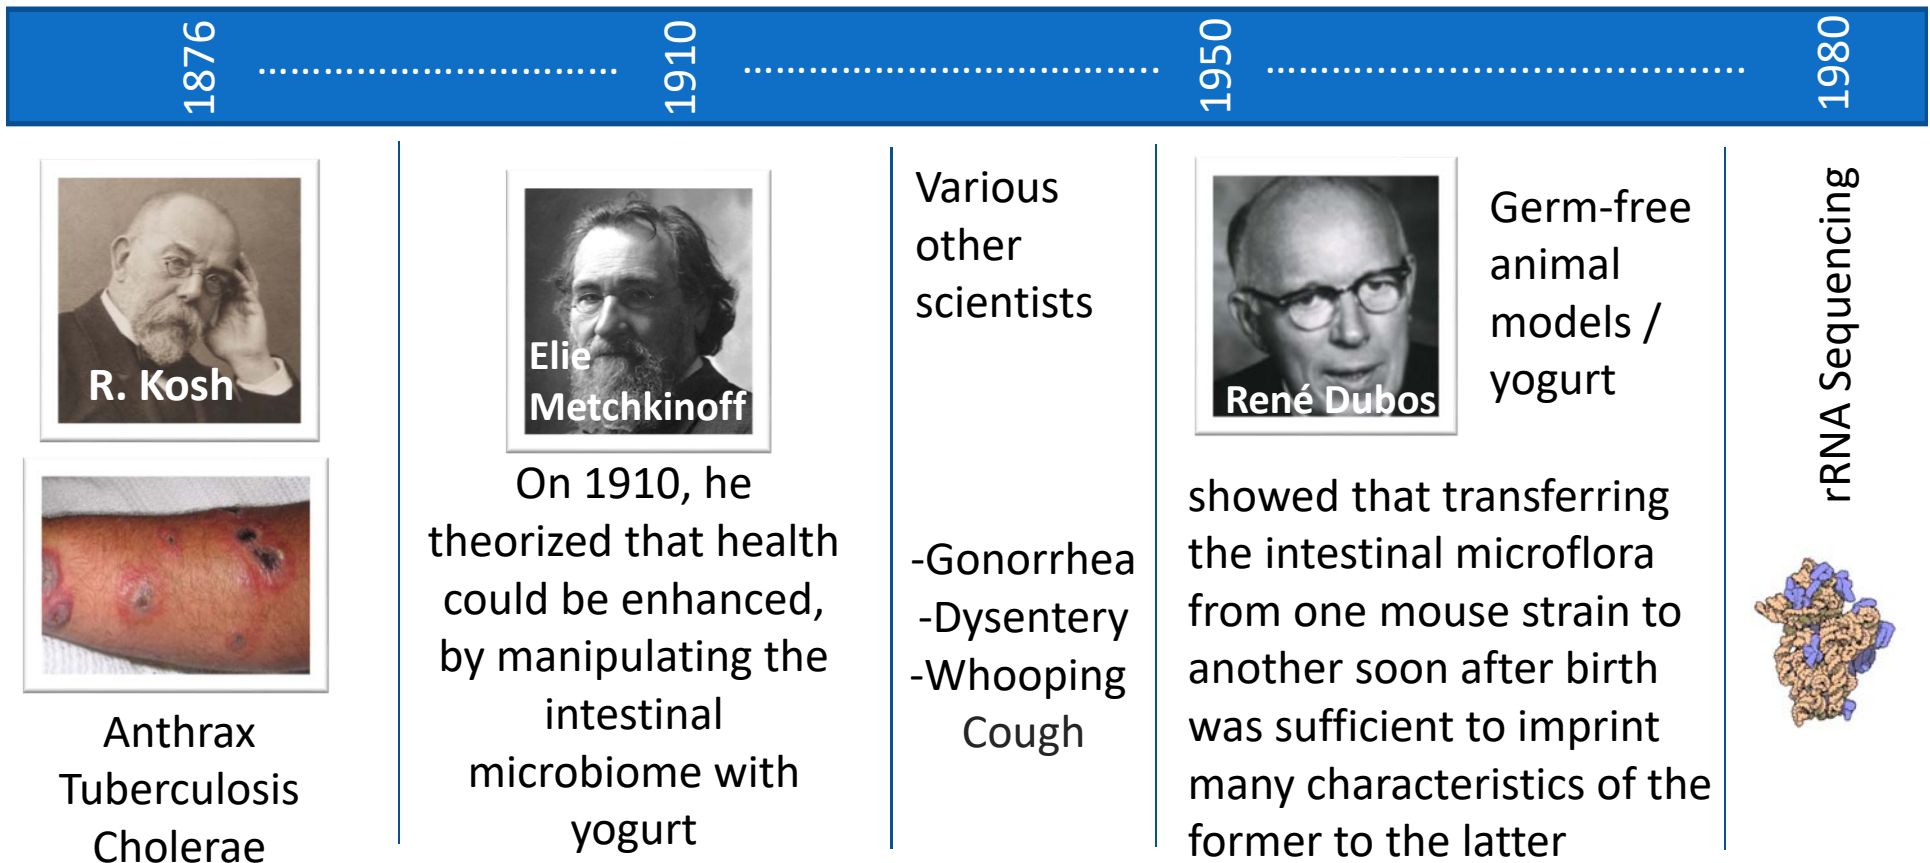 1876 ........................................ 1910 .............................................. 1950 .................................................... 1980
R. Kosh
Anthrax
Tuberculosis
Cholerae
Elie
Metchkinoff
On 1910, he
theorized that health
could be enhanced,
by manipulating the
intestinal
microbiome with
yogurt
Various
other
scientists
-Gonorrhea
-Dysentery
-Whooping
Cough
René Dubos
Germ-free
animal
models /
yogurt
showed that transferring
the intestinal microflora
from one mouse strain to
another soon after birth
was sufficient to imprint
many characteristics of the
former to the latter
rRNA Sequencing